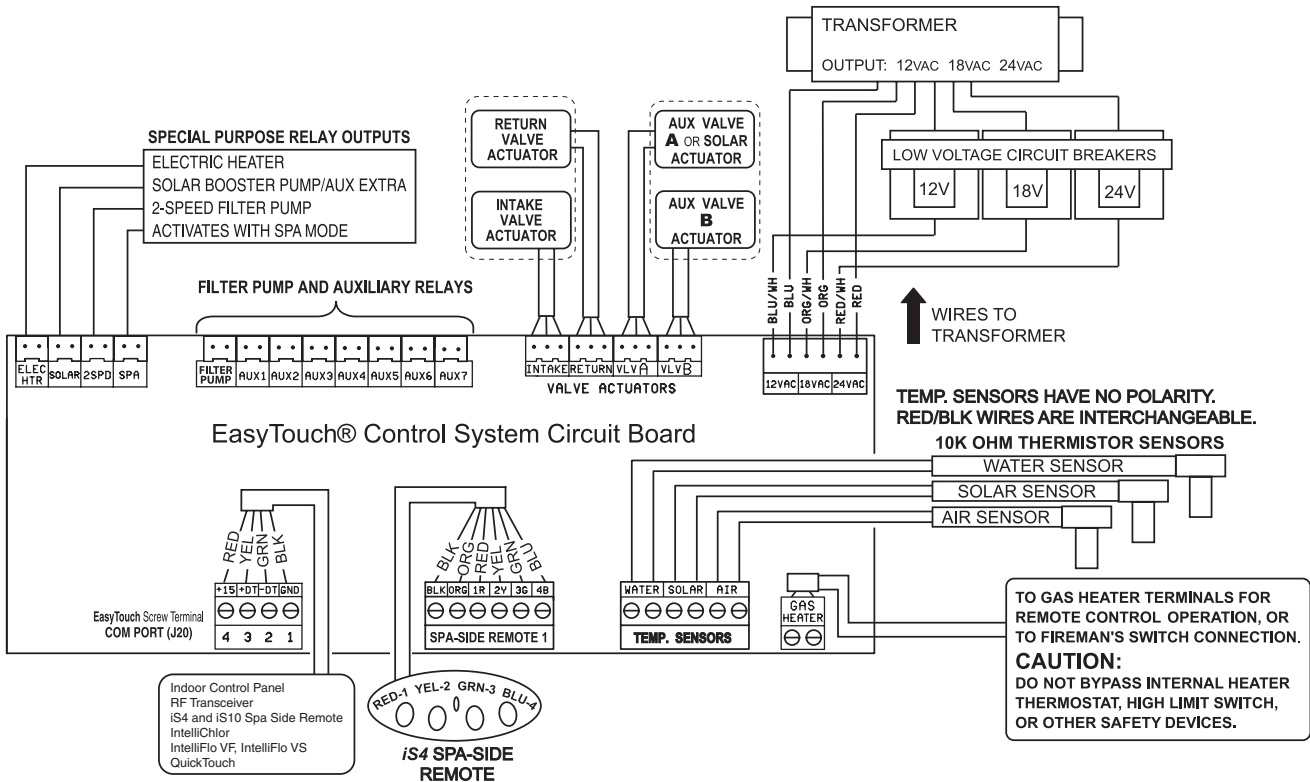 TRANSFORMER
OUTPUT: 12VAC 18VAC 24VAC
LOW VOLTAGE CIRCUIT BREAKERS
12V 18V 24V
SPECIAL PURPOSE RELAY OUTPUTS
ELECTRIC HEATER
SOLAR BOOSTER PUMP/AUX EXTRA
2-SPEED FILTER PUMP
ACTIVATES WITH SPA MODE
RETURN
VALVE
ACTUATOR
INTAKE
VALVE
ACTUATOR
AUX VALVE
A OR SOLAR
ACTUATOR
AUX VALVE
B
ACTUATOR
BLU/WH
BLU
ORG/WH
ORG
RED/WH
RED
WIRES TO
TRANSFORMER
FILTER PUMP AND AUXILIARY RELAYS
ELEC
HTR
SOLAR
2SPD
SPA
FILTER
PUMP
AUX1
AUX2
AUX3
AUX4
AUX5
AUX6
AUX7
INTAKE
RETURN
VLV A
VLV B
VALVE ACTUATORS
12VAC
18VAC
24VAC
EasyTouch® Control System Circuit Board
TEMP. SENSORS HAVE NO POLARITY.
RED/BLK WIRES ARE INTERCHANGEABLE.
10K OHM THERMISTOR SENSORS
WATER SENSOR
SOLAR SENSOR
AIR SENSOR
RED
YEL
GRN
BLK
+15 +DT -DT GND
4 3 2 1
EasyTouch Screw Terminal
COM PORT (J20)
BLK
ORG
RED
YEL
GRN
BLU
BLK ORG 1R 2Y 3G 4B
SPA-SIDE REMOTE 1
WATER SOLAR AIR
TEMP. SENSORS
GAS
HEATER
Indoor Control Panel
RF Transceiver
iS4 and iS10 Spa Side Remote
IntelliChlor
IntelliFlo VF, IntelliFlo VS
QuickTouch
RED-1 YEL-2 GRN-3 BLU-4
iS4 SPA-SIDE
REMOTE
TO GAS HEATER TERMINALS FOR
REMOTE CONTROL OPERATION, OR
TO FIREMAN'S SWITCH CONNECTION.
CAUTION:
DO NOT BYPASS INTERNAL HEATER
THERMOSTAT, HIGH LIMIT SWITCH,
OR OTHER SAFETY DEVICES.